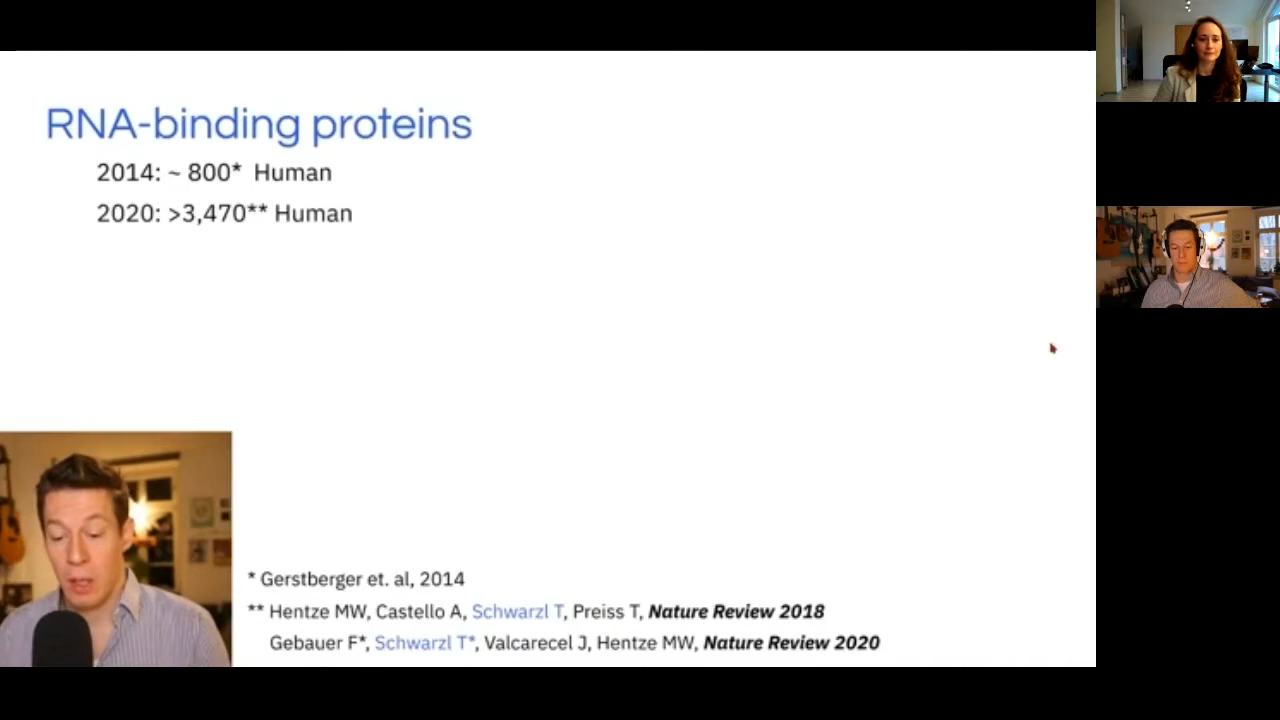 RNA-binding proteins
2014: ~ 800* Human
2020: >3,470** Human
* Gerstberger et. al, 2014
** Hentze MW, Castello A, Schwarzl T, Preiss T, Nature Review 2018
Gebauer F*, Schwarzl T*, Valcarecel J, Hentze MW, Nature Review 2020